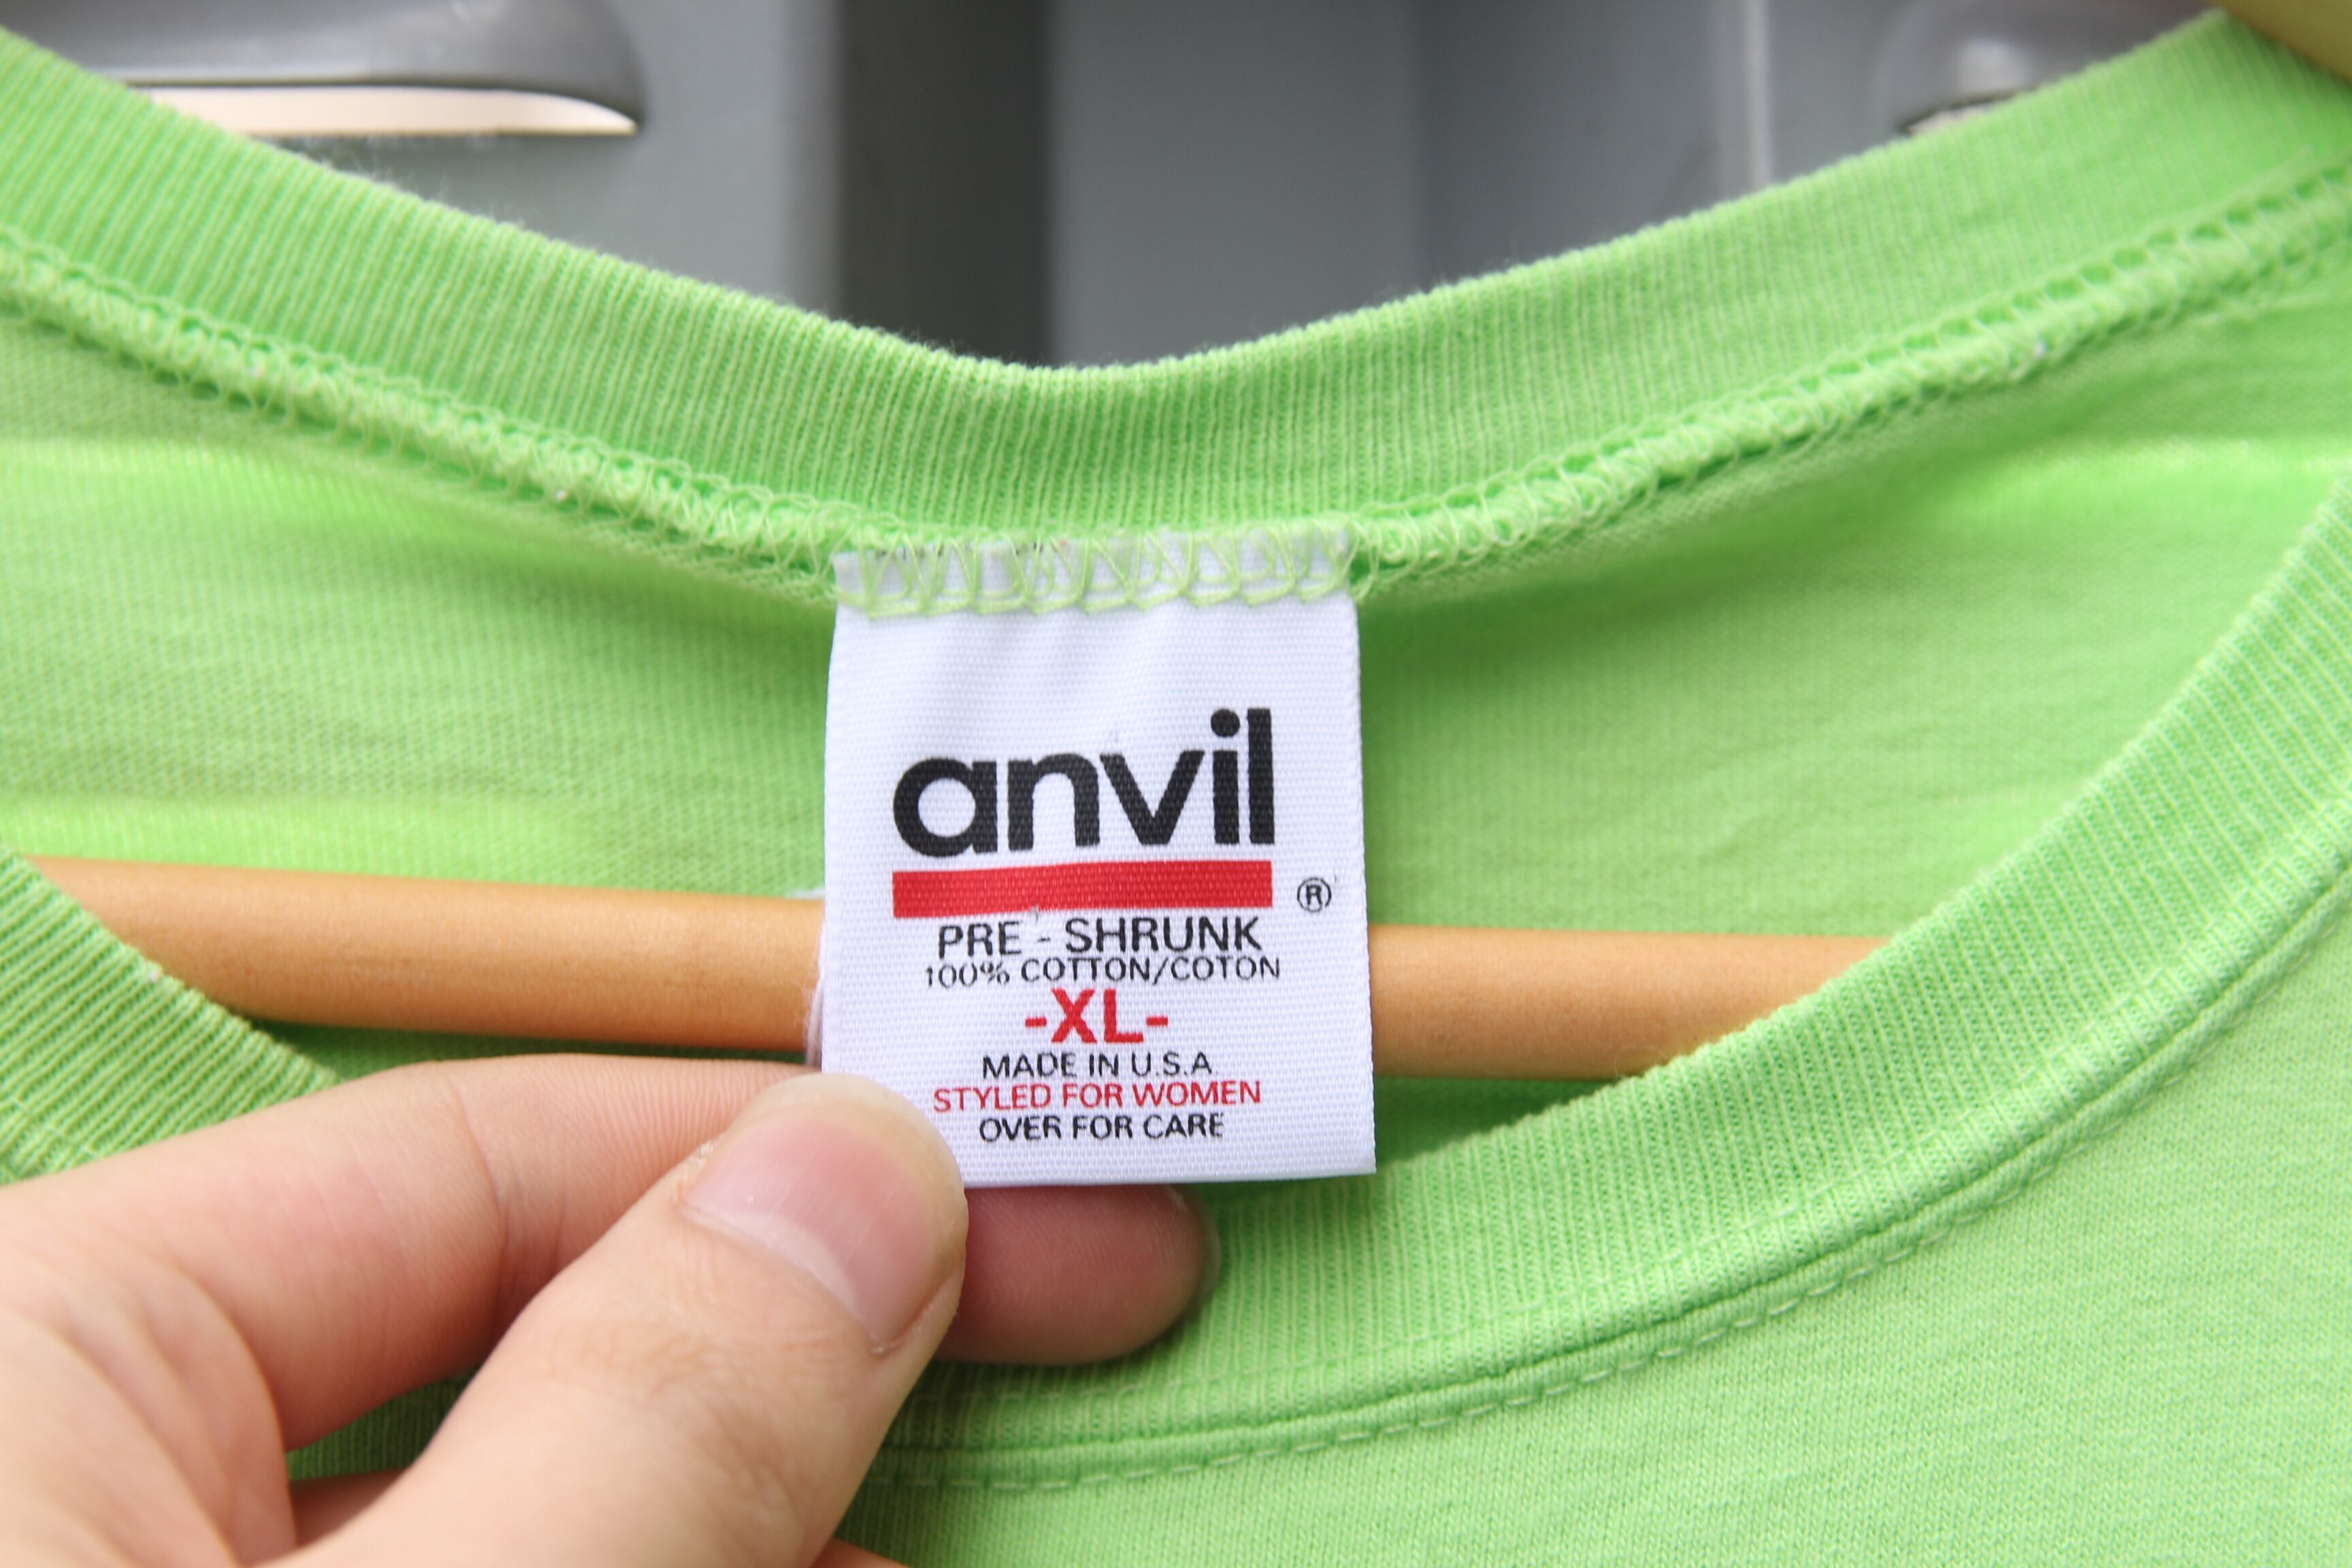 anvil
®
PRE - SHRUNK
100% COTTON/COTON
-XL-
MADE IN U.S.A
STYLED FOR WOMEN
OVER FOR CARE